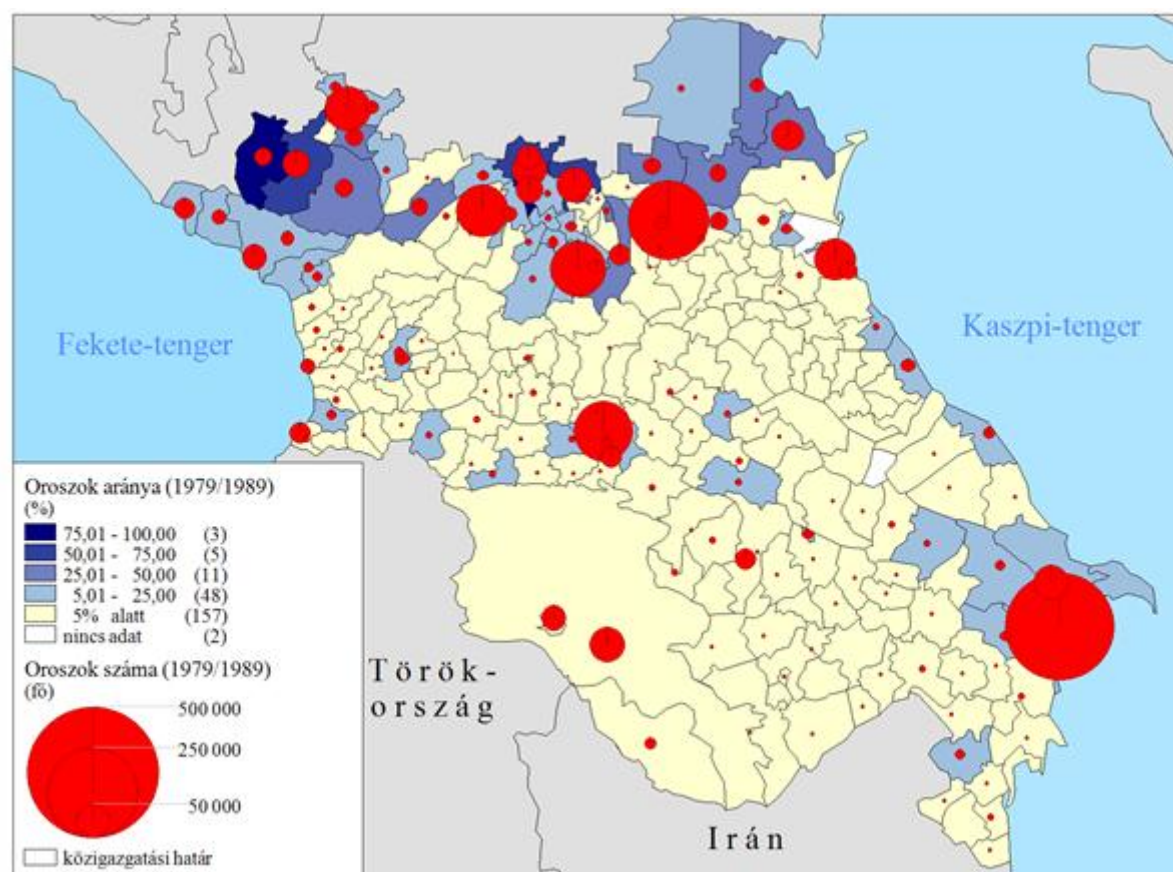 Fekete-tenger
Kaszpi-tenger
Török-
ország
Irán
Oroszok aránya (1979/1989)
(%)
75,01 - 100,00 (3)
50,01 - 75,00 (5)
25,01 - 50,00 (11)
5,01 - 25,00 (48)
5% alatt (157)
nincs adat (2)
Oroszok száma (1979/1989)
(fő)
500 000
250 000
50 000
közigazgatási határ